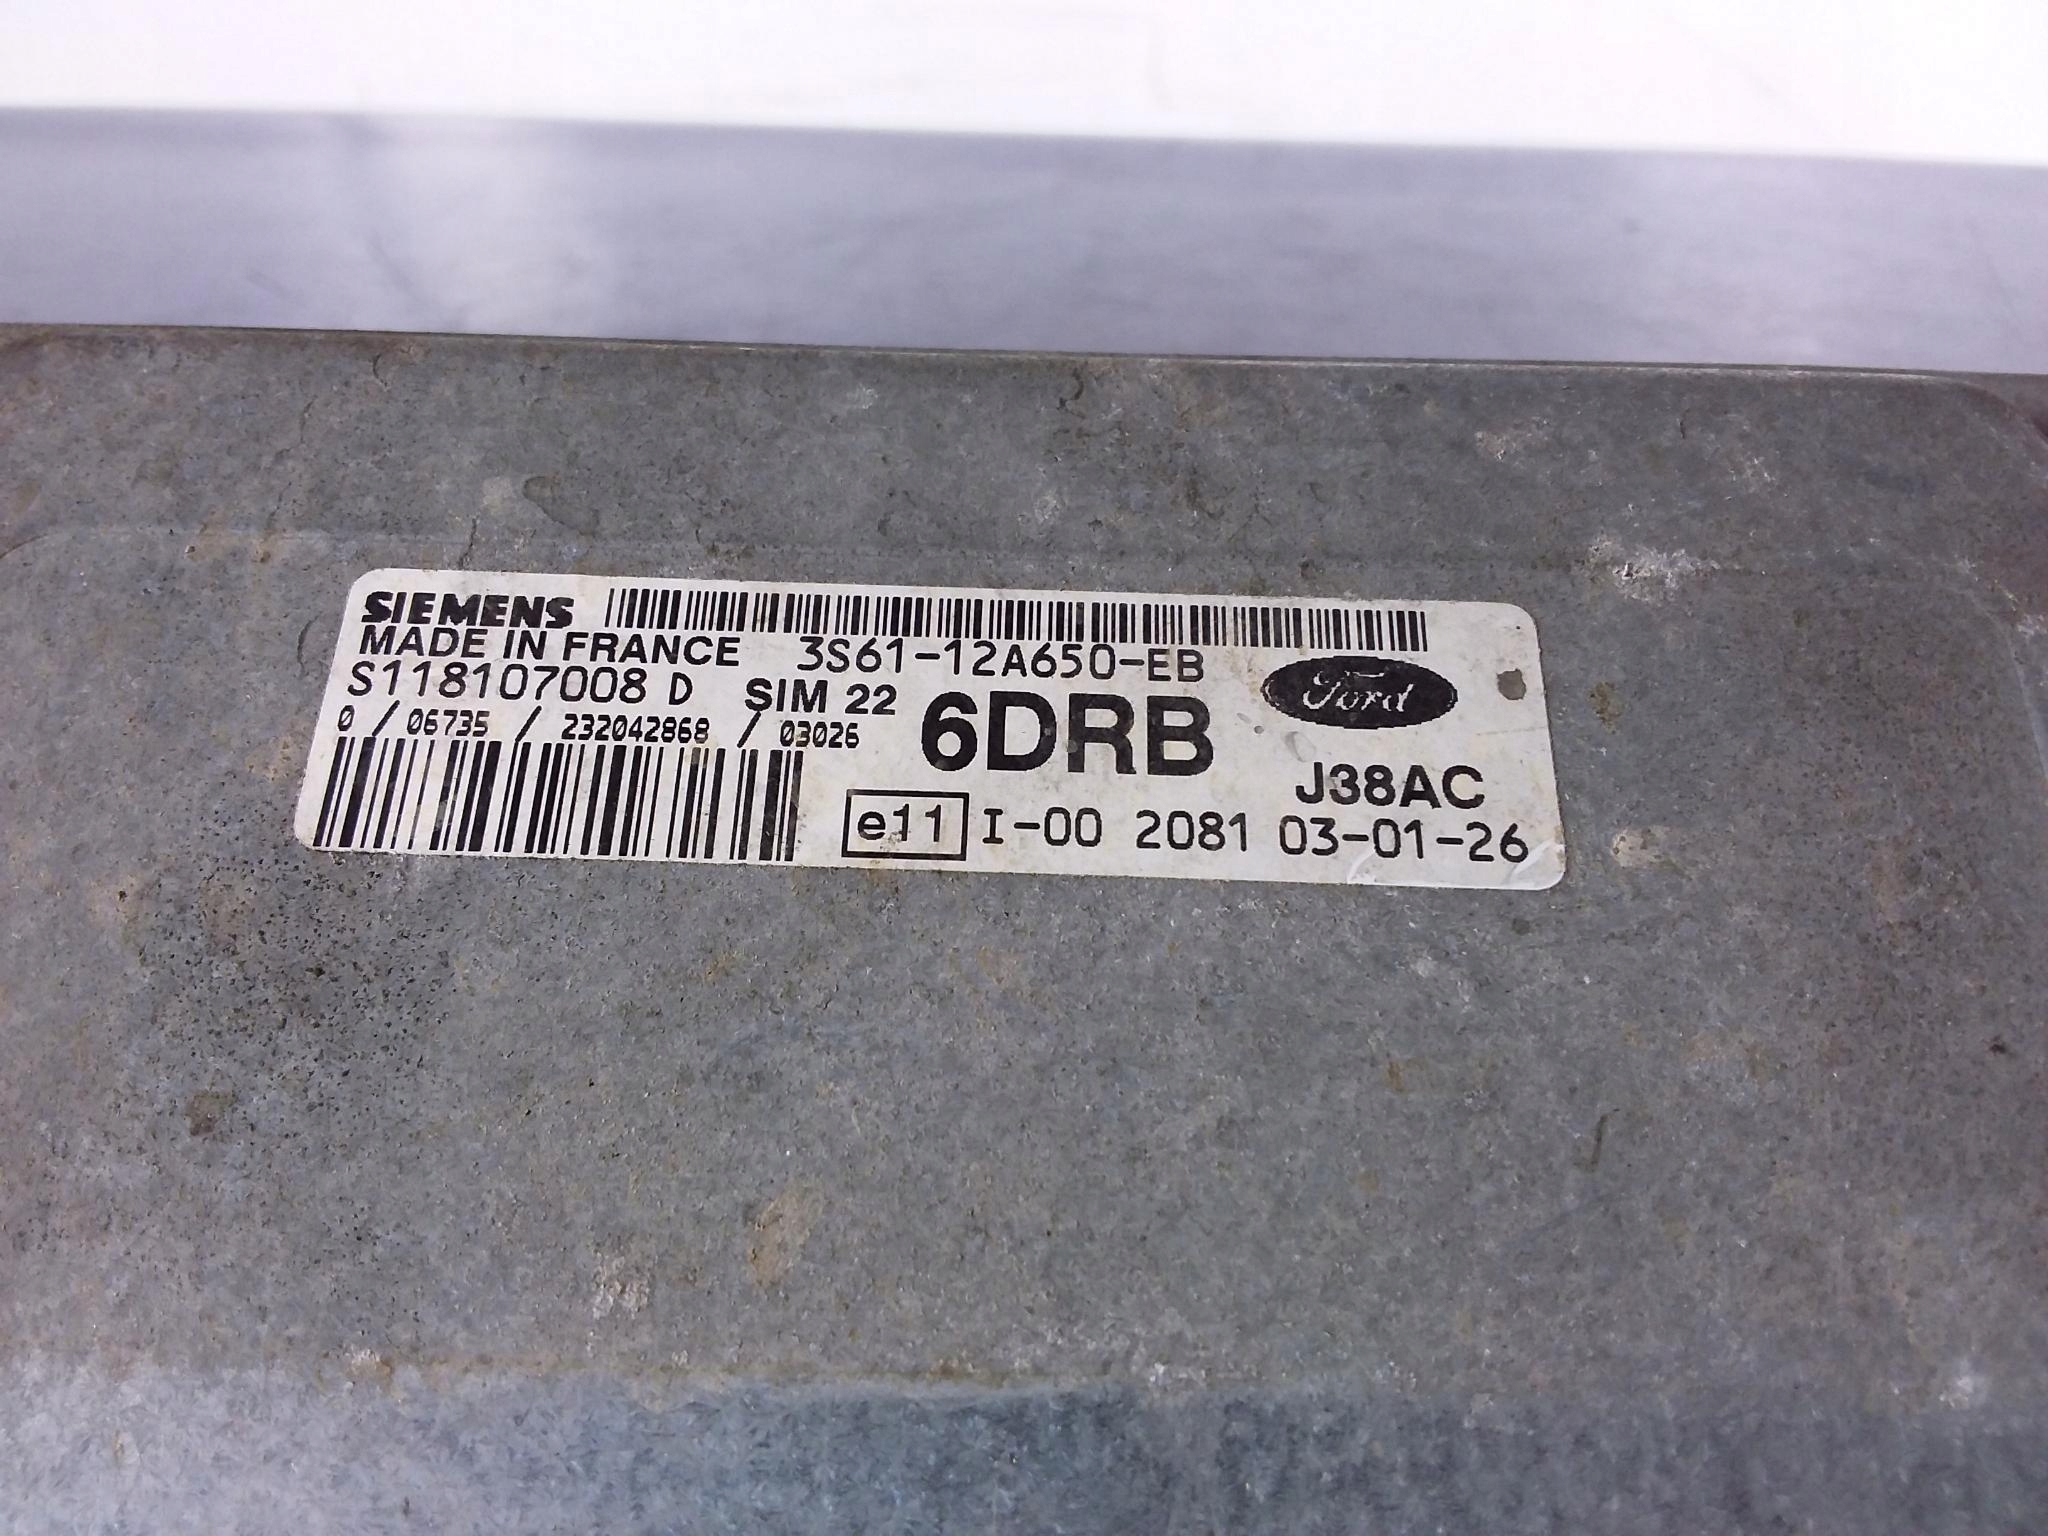 SIEMENS
MADE IN FRANCE 3S61-12A650-EB
S118107008 D SIM 22 6DRB Ford
0 / 06735 / 232042868 / 03026
J38AC
e11 I-00 2081 03-01-26